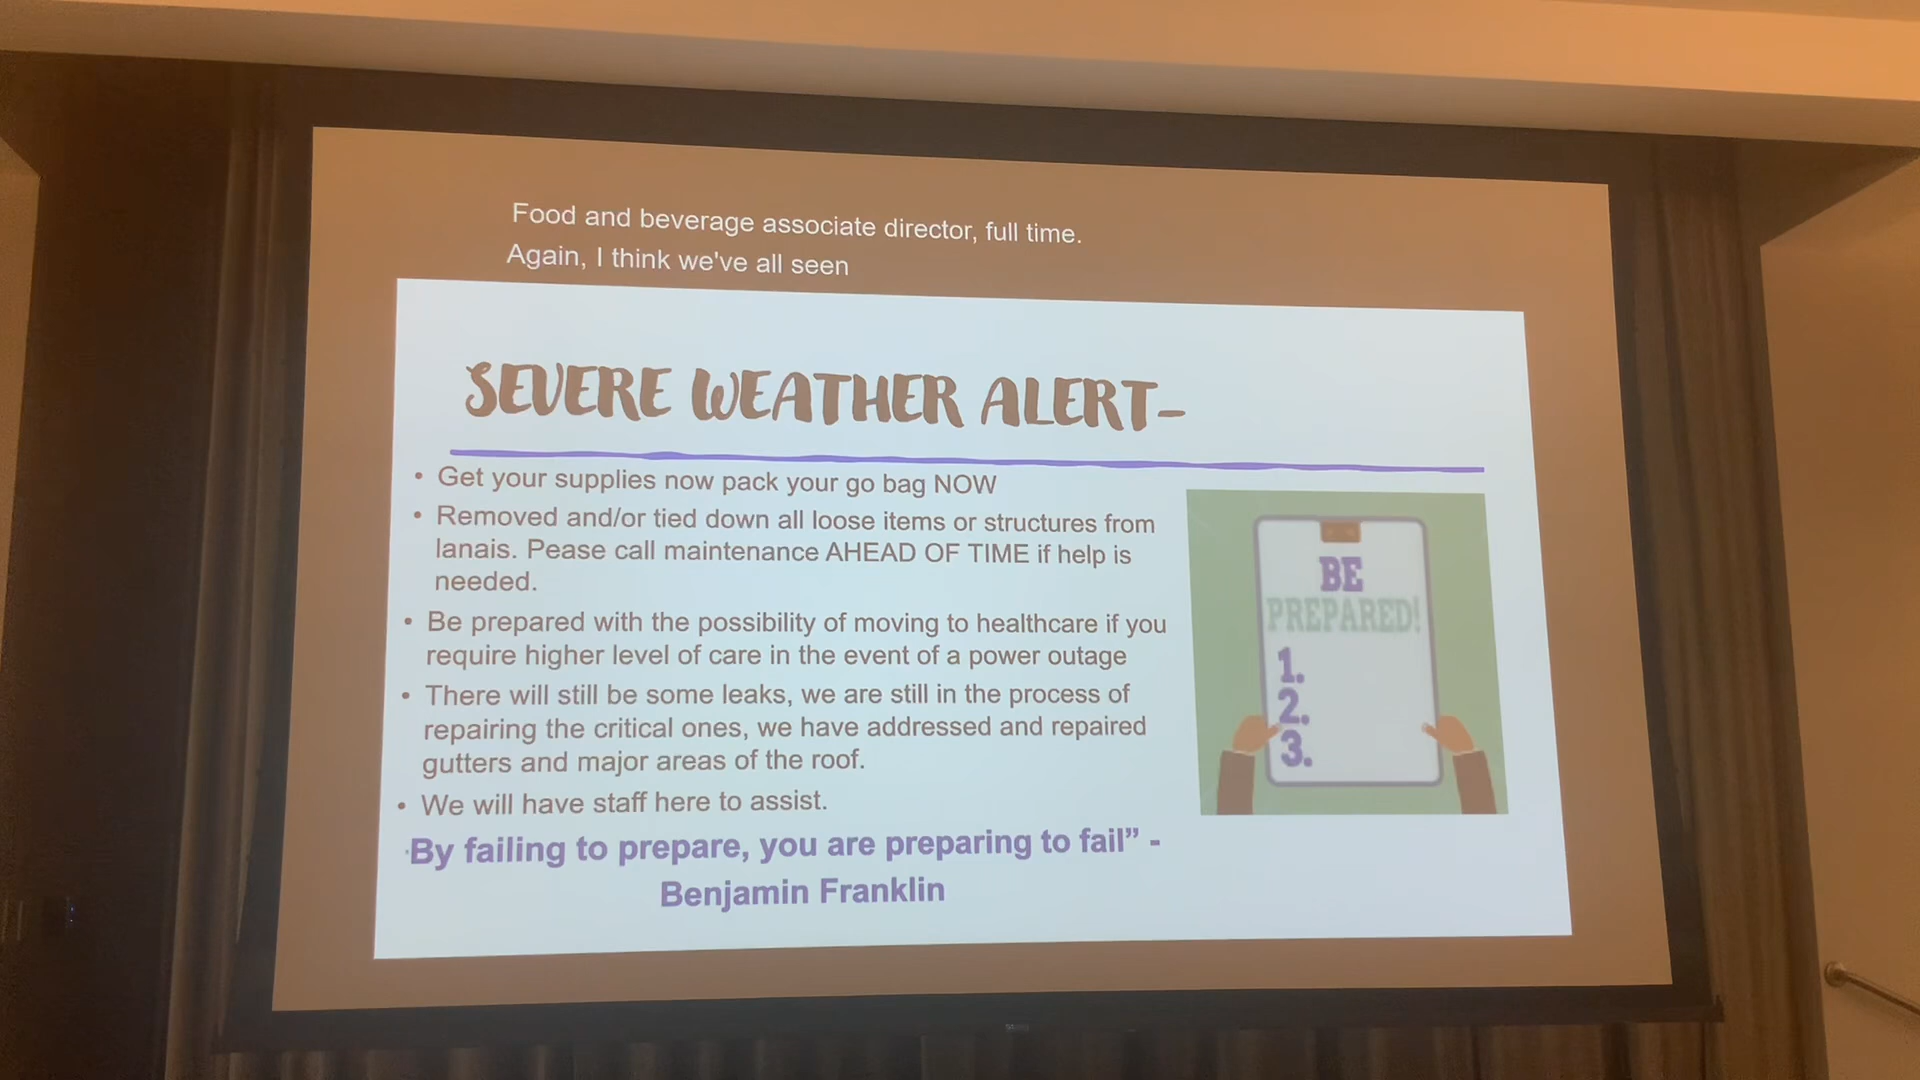 Food and beverage associate director, full time.
Again, I think we've all seen
SEVERE WEATHER ALERT-
• Get your supplies now pack your go bag NOW
• Removed and/or tied down all loose items or structures from
lanais. Pease call maintenance AHEAD OF TIME if help is
needed.
• Be prepared with the possibility of moving to healthcare if you
require higher level of care in the event of a power outage
• There will still be some leaks, we are still in the process of
repairing the critical ones, we have addressed and repaired
gutters and major areas of the roof.
• We will have staff here to assist.
•By failing to prepare, you are preparing to fail” -
Benjamin Franklin
BE
PREPARED!
1.
2.
3.